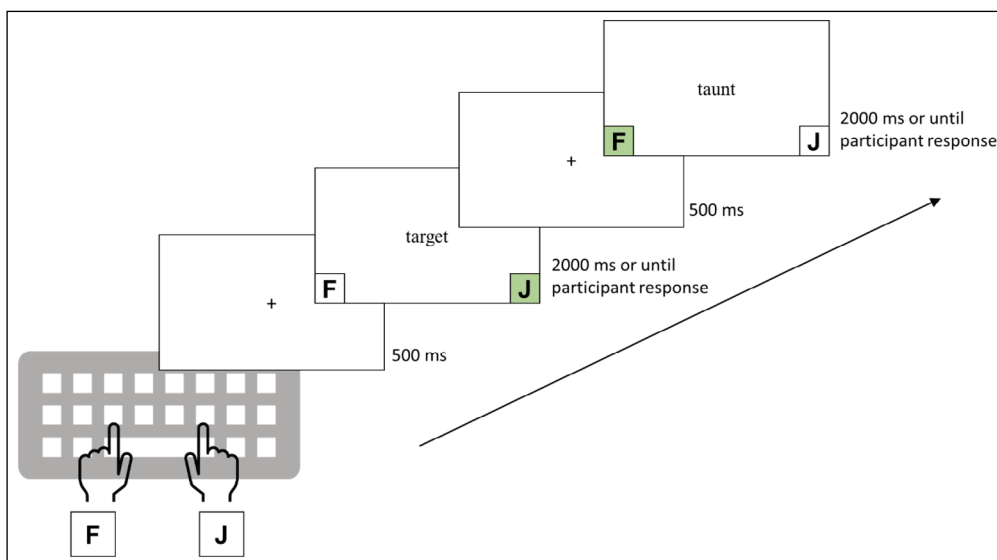 taunt
F
J
2000 ms or until
participant response
+
500 ms
target
F
J
2000 ms or until
participant response
+
500 ms
F
J